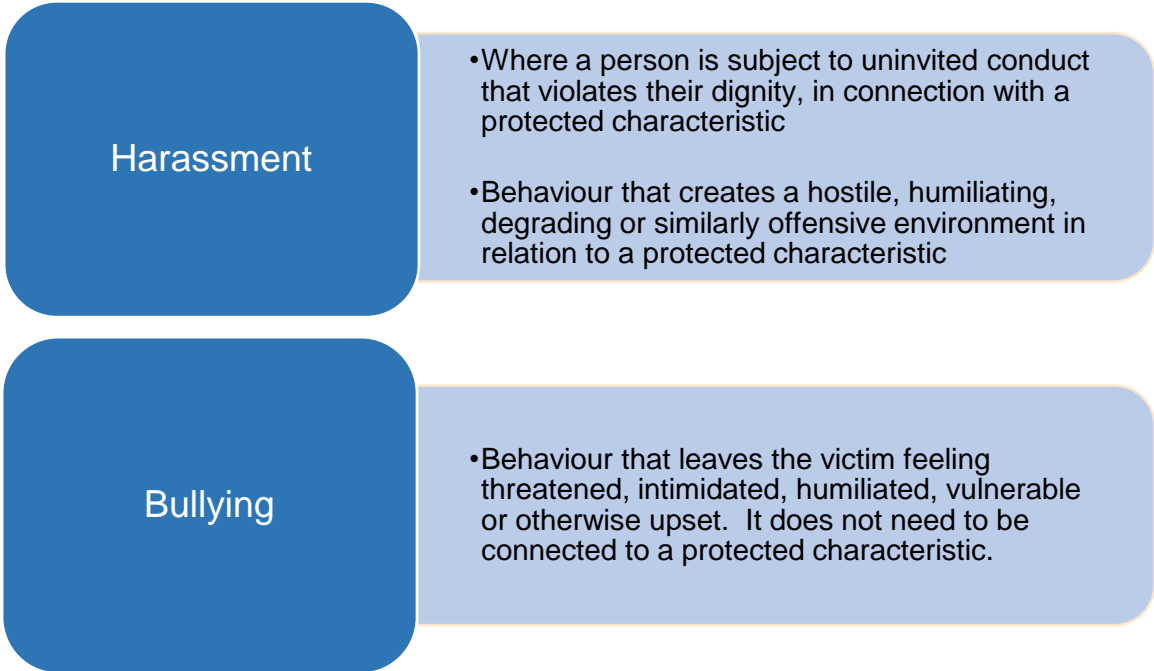 Harassment
•Where a person is subject to uninvited conduct
that violates their dignity, in connection with a
protected characteristic
•Behaviour that creates a hostile, humiliating,
degrading or similarly offensive environment in
relation to a protected characteristic
Bullying
•Behaviour that leaves the victim feeling
threatened, intimidated, humiliated, vulnerable
or otherwise upset.  It does not need to be
connected to a protected characteristic.